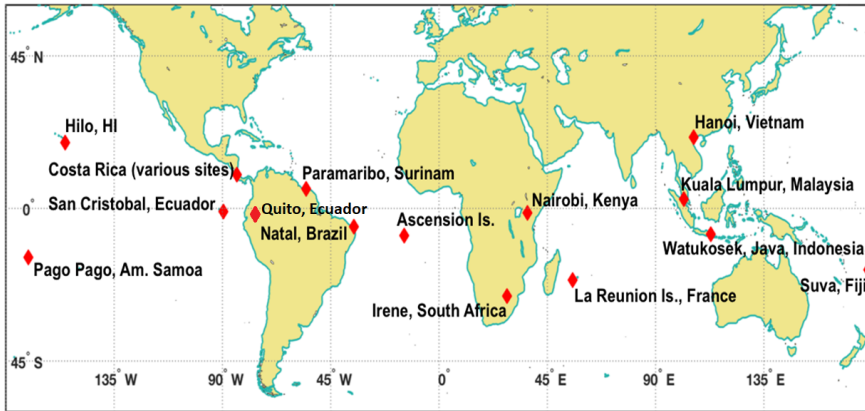 45° N
Hilo, HI
Hanoi, Vietnam
Costa Rica (various sites)
Paramaribo, Surinam
Kuala Lumpur, Malaysia
San Cristobal, Ecuador
Quito, Ecuador
Nairobi, Kenya
0
Natal, Brazil
Ascension Is.
Watukosek, Java, Indonesia
Pago Pago, Am. Samoa
Suva, Fiji
La Reunion Is., France
Irene, South Africa
45° S
135° W
90° W
45° W
0
45° E
90° E
135° E